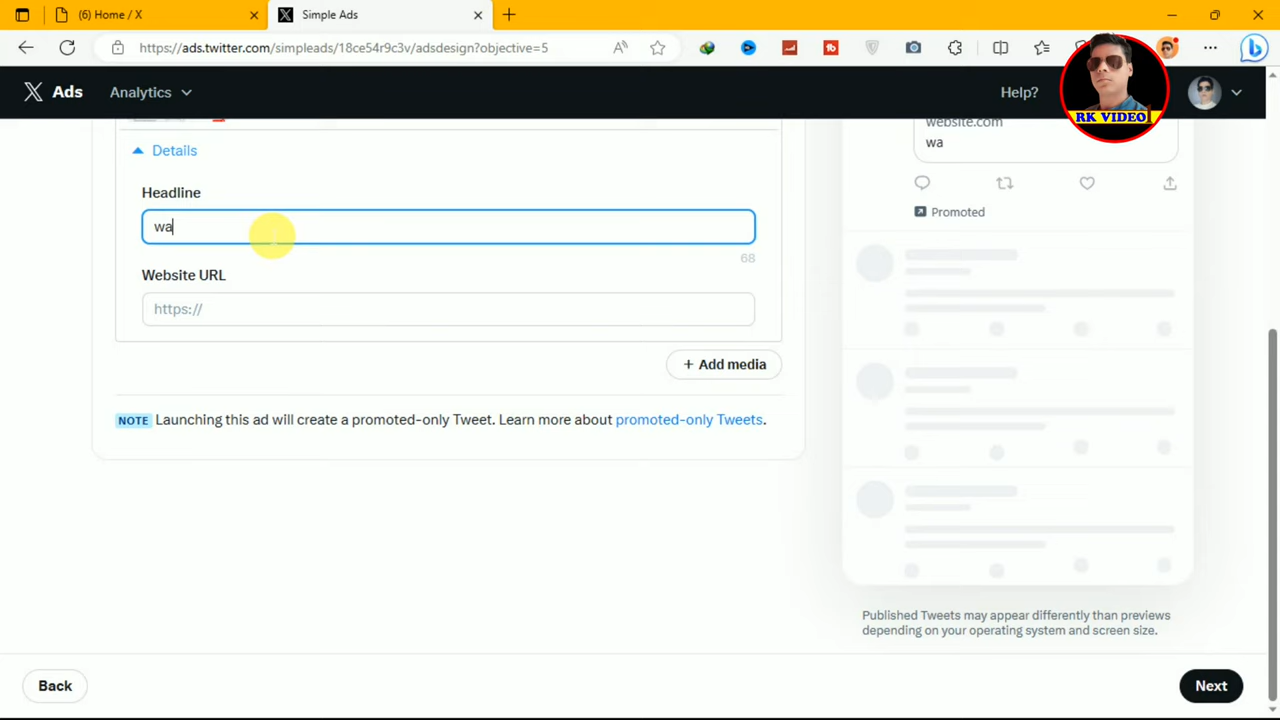 (6) Home / X
Simple Ads
https://ads.twitter.com/simpleads/18ce54r9c3v/adsdesign?objective=5
Ads
Analytics
Help?
RK VIDEO1
Details
Headline
wa
68
Website URL
https://
+ Add media
NOTE Launching this ad will create a promoted-only Tweet. Learn more about promoted-only Tweets.
website.com
wa
Promoted
Published Tweets may appear differently than previews
depending on your operating system and screen size.
Back
Next